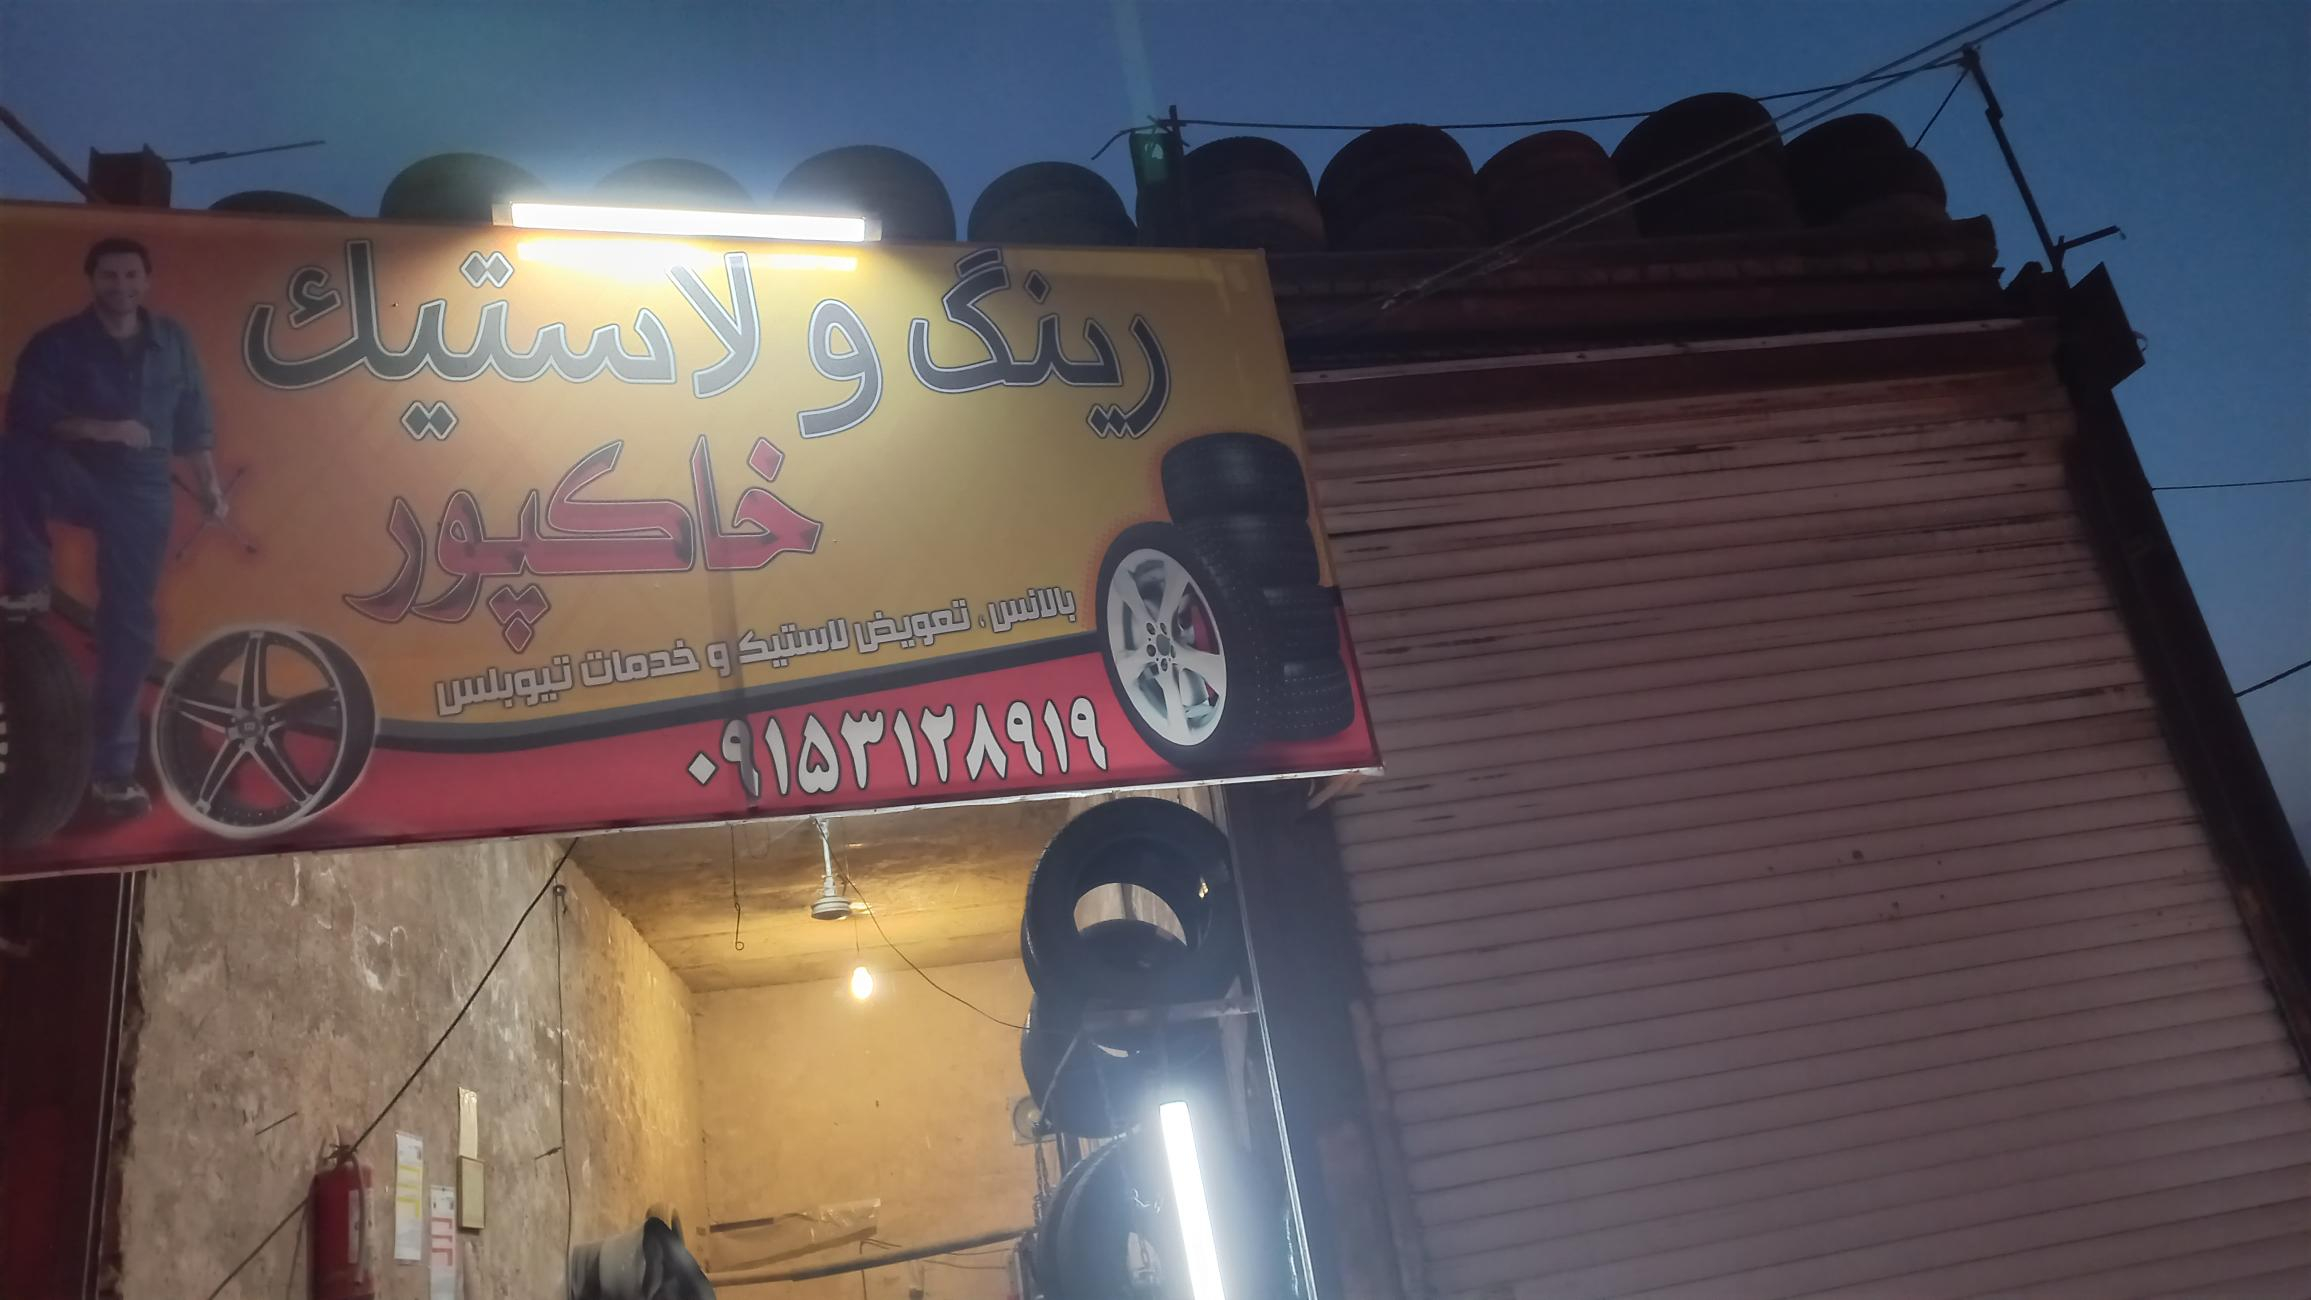 رینگ و لاستیک
خاکپور
بالانس، تعویض لاستیک و خدمات تیوبلس
۰۹۱۵۳۱۲۸۹۱۹